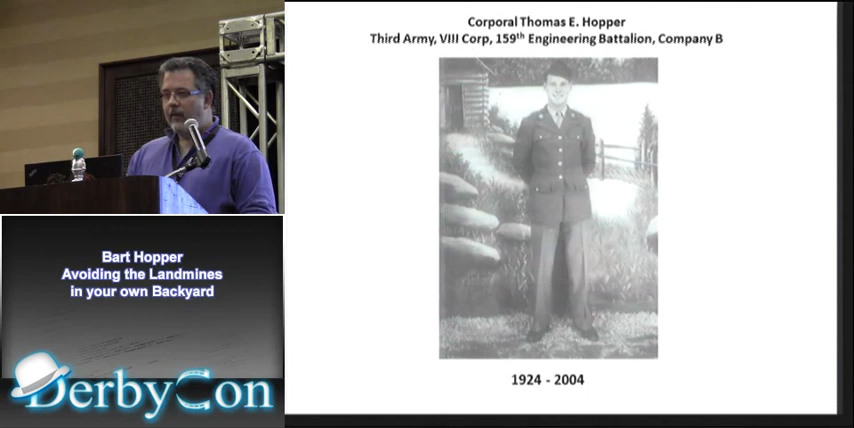 Corporal Thomas E. Hopper
Third Army, VIII Corp, 159th Engineering Battalion, Company B
Bart Hopper
Avoiding the Landmines
in your own Backyard
DerbyCon
1924 - 2004